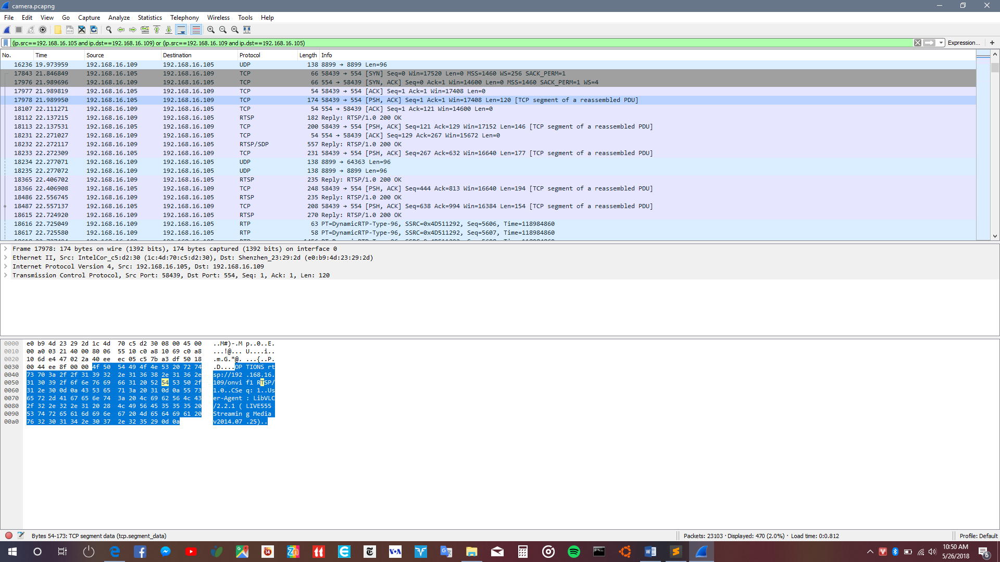 camera.pcapng
File Edit View Go Capture Analyze Statistics Telephony Wireless Tools Help
(ip.src==192.168.16.105 and ip.dst==192.168.16.109) or (ip.src==192.168.16.109 and ip.dst==192.168.16.105) Expression... +
No. Time Source Destination Protocol Length Info
16236 19.973959 192.168.16.109 192.168.16.105 UDP 138 8899 → 8899 Len=96
17843 21.846849 192.168.16.105 192.168.16.109 TCP 66 58439 → 554 [SYN] Seq=0 Win=17520 Len=0 MSS=1460 WS=256 SACK_PERM=1
17976 21.989696 192.168.16.109 192.168.16.105 TCP 66 554 → 58439 [SYN, ACK] Seq=0 Ack=1 Win=14600 Len=0 MSS=1460 SACK_PERM=1 WS=4
17977 21.989819 192.168.16.105 192.168.16.109 TCP 54 58439 → 554 [ACK] Seq=1 Ack=1 Win=17408 Len=0
17978 21.989950 192.168.16.105 192.168.16.109 TCP 174 58439 → 554 [PSH, ACK] Seq=1 Ack=1 Win=17408 Len=120 [TCP segment of a reassembled PDU]
18107 22.111271 192.168.16.109 192.168.16.105 TCP 54 554 → 58439 [ACK] Seq=1 Ack=121 Win=14600 Len=0
18112 22.137215 192.168.16.109 192.168.16.105 RTSP 182 Reply: RTSP/1.0 200 OK
18113 22.137531 192.168.16.105 192.168.16.109 TCP 200 58439 → 554 [PSH, ACK] Seq=121 Ack=129 Win=17152 Len=146 [TCP segment of a reassembled PDU]
18231 22.271027 192.168.16.109 192.168.16.105 TCP 54 554 → 58439 [ACK] Seq=129 Ack=267 Win=15672 Len=0
18232 22.272117 192.168.16.109 192.168.16.105 RTSP/SDP 557 Reply: RTSP/1.0 200 OK
18233 22.272309 192.168.16.105 192.168.16.109 TCP 231 58439 → 554 [PSH, ACK] Seq=267 Ack=632 Win=16640 Len=177 [TCP segment of a reassembled PDU]
18234 22.277071 192.168.16.109 192.168.16.105 UDP 138 8899 → 64363 Len=96
18235 22.277072 192.168.16.109 192.168.16.105 UDP 138 8899 → 8899 Len=96
18365 22.406702 192.168.16.109 192.168.16.105 RTSP 235 Reply: RTSP/1.0 200 OK
18366 22.406908 192.168.16.105 192.168.16.109 TCP 248 58439 → 554 [PSH, ACK] Seq=444 Ack=813 Win=16640 Len=194 [TCP segment of a reassembled PDU]
18486 22.556745 192.168.16.109 192.168.16.105 RTSP 235 Reply: RTSP/1.0 200 OK
18487 22.557137 192.168.16.105 192.168.16.109 TCP 208 58439 → 554 [PSH, ACK] Seq=638 Ack=994 Win=16384 Len=154 [TCP segment of a reassembled PDU]
18615 22.724920 192.168.16.109 192.168.16.105 RTSP 270 Reply: RTSP/1.0 200 OK
18616 22.725049 192.168.16.109 192.168.16.105 RTP 63 PT=DynamicRTP-Type-96, SSRC=0x4D511292, Seq=5606, Time=118984860
18617 22.725580 192.168.16.109 192.168.16.105 RTP 58 PT=DynamicRTP-Type-96, SSRC=0x4D511292, Seq=5607, Time=118984860
Frame 17978: 174 bytes on wire (1392 bits), 174 bytes captured (1392 bits) on interface 0
Ethernet II, Src: IntelCor_c5:d2:30 (1c:4d:70:c5:d2:30), Dst: Shenzhen_23:29:2d (e0:b9:4d:23:29:2d)
Internet Protocol Version 4, Src: 192.168.16.105, Dst: 192.168.16.109
Transmission Control Protocol, Src Port: 58439, Dst Port: 554, Seq: 1, Ack: 1, Len: 120
0000 e0 b9 4d 23 29 2d 1c 4d 70 c5 d2 30 08 00 45 00 ..M#)-.M p..0..E.
0010 00 a0 03 21 40 00 80 06 55 10 c0 a8 10 69 c0 a8 ...!@... U....i..
0020 10 6d e4 47 02 2a 40 ee ec 05 c5 7b a3 df 50 18 .m.G.*@. ...{..P.
0030 00 44 ee 8f 00 00 4f 50 54 49 4f 4e 53 20 72 74 .D....OP TIONS rt
0040 73 70 3a 2f 2f 31 39 32 2e 31 36 38 2e 31 36 2e sp://192 .168.16.
0050 31 30 39 2f 6f 6e 76 69 66 31 20 52 54 53 50 2f 109/onvi f1 RTSP/
0060 31 2e 30 0d 0a 43 53 65 71 3a 20 31 0d 0a 55 73 1.0..CSe q: 1..Us
0070 65 72 2d 41 67 65 6e 74 3a 20 4c 69 62 56 4c 43 er-Agent : LibVLC
0080 2f 32 2e 32 2e 31 20 28 4c 49 56 45 35 35 35 20 /2.2.1 ( LIVE555
0090 53 74 72 65 61 6d 69 6e 67 20 4d 65 64 69 61 20 Streamin g Media
00a0 76 32 30 31 34 2e 30 37 2e 32 35 29 0d 0a v2014.07 .25)..
Bytes 54-173: TCP segment data (tcp.segment_data) Packets: 23103 · Displayed: 470 (2.0%) · Load time: 0:0.812 Profile: Default
10:50 AM
5/26/2018